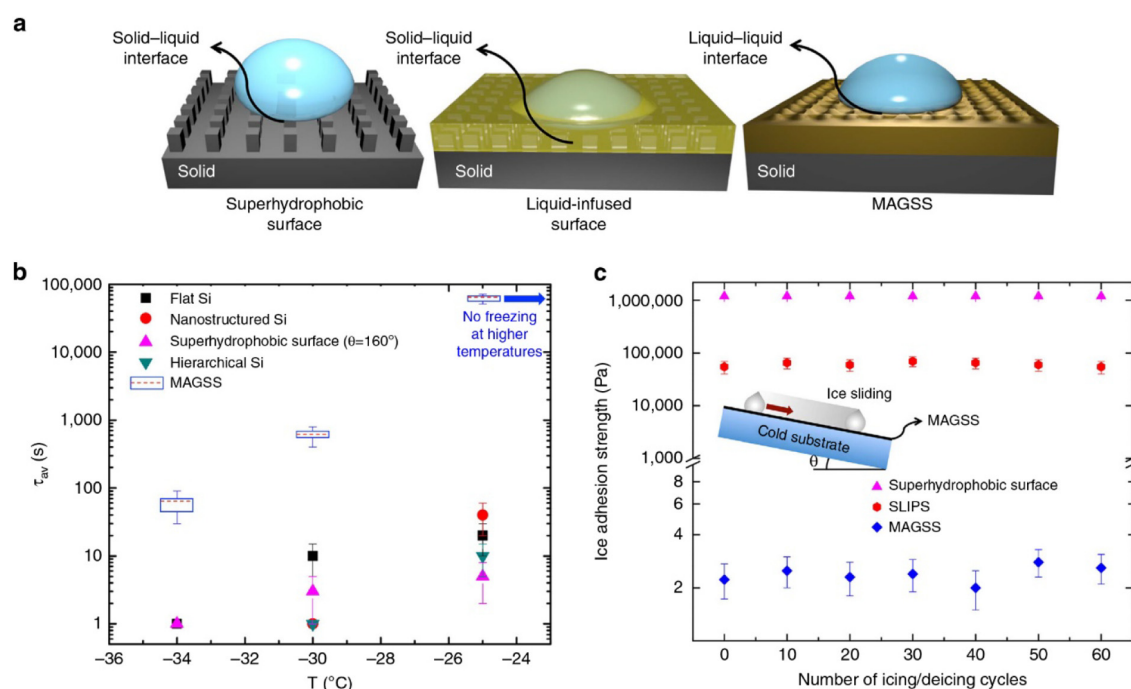 a
Solid–liquid
interface
Solid–liquid
interface
Liquid–liquid
interface
Solid
Solid
Solid
Superhydrophobic
surface
Liquid-infused
surface
MAGSS
b
100,000
10,000
1,000
100
10
1
τav (s)
Flat Si
Nanostructured Si
Superhydrophobic surface (θ=160°)
Hierarchical Si
MAGSS
No freezing
at higher
temperatures
–36
–34
–32
–30
–28
–26
–24
T (°C)
c
1,000,000
100,000
10,000
1,000
8
6
4
2
Ice adhesion strength (Pa)
Ice sliding
MAGSS
Cold substrate
θ
Superhydrophobic surface
SLIPS
MAGSS
0
10
20
30
40
50
60
Number of icing/deicing cycles